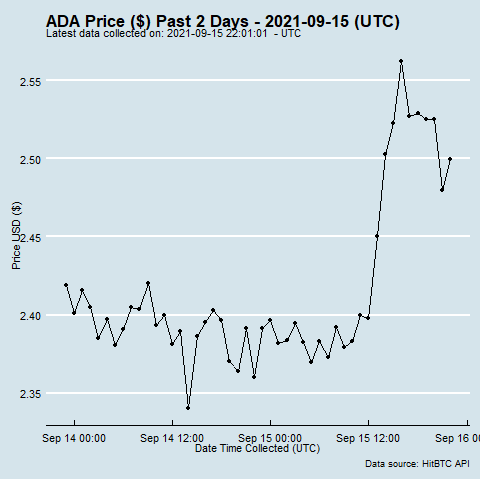 ADA Price ($) Past 2 Days - 2021-09-15 (UTC)
Latest data collected on: 2021-09-15 22:01:01 - UTC
2.55
2.50
2.45
2.40
2.35
Price USD ($)
Sep 14 00:00 Sep 14 12:00 Sep 15 00:00 Sep 15 12:00 Sep 16 0
Date Time Collected (UTC)
Data source: HitBTC API